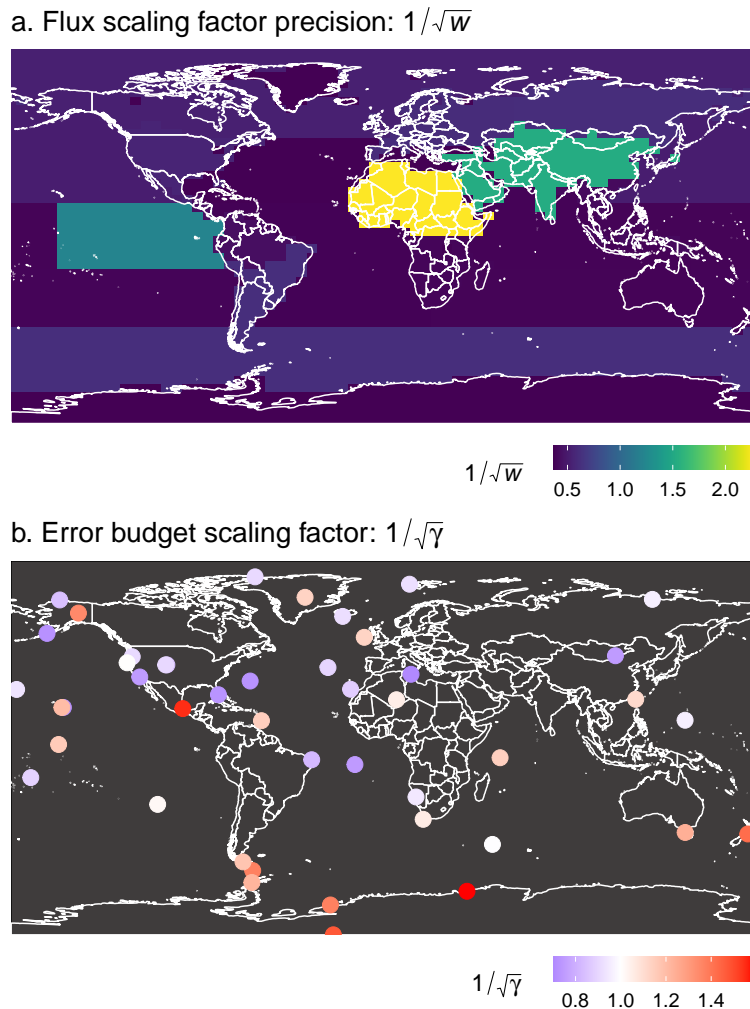 a. Flux scaling factor precision: 1/√w
1/√w
0.5 1.0 1.5 2.0
b. Error budget scaling factor: 1/√γ
1/√γ
0.8 1.0 1.2 1.4